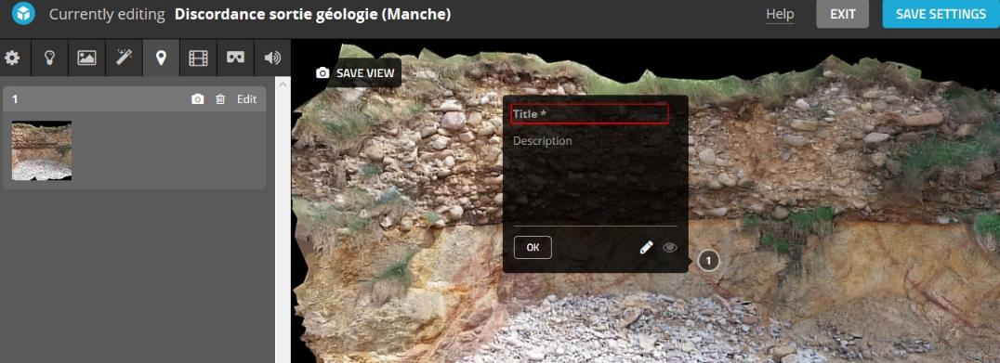 Currently editing Discordance sortie géologie (Manche)
Help
EXIT
SAVE SETTINGS
SAVE VIEW
1
Edit
Title *
Description
OK
1